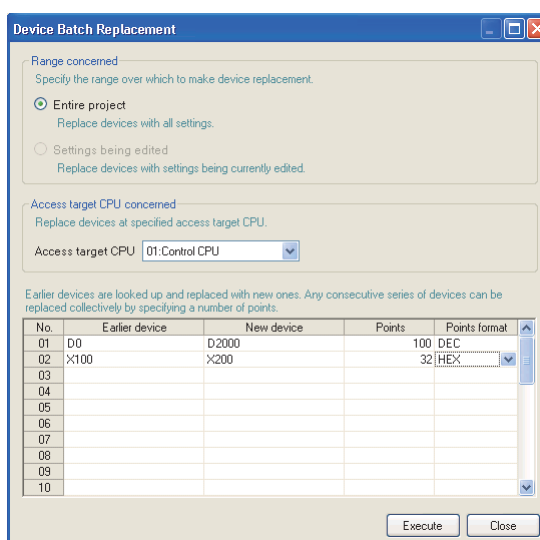 Device Batch Replacement
Range concerned
Specify the range over which to make device replacement.
Entire project
Replace devices with all settings.
Settings being edited
Replace devices with settings being currently edited.
Access target CPU concerned
Replace devices at specified access target CPU.
Access target CPU 01:Control CPU
Earlier devices are looked up and replaced with new ones. Any consecutive series of devices can be
replaced collectively by specifying a number of points.
No. Earlier device New device Points Points format
01 D0 D2000 100 DEC
02 X100 X200 32 HEX
03
04
05
06
07
08
09
10
Execute Close